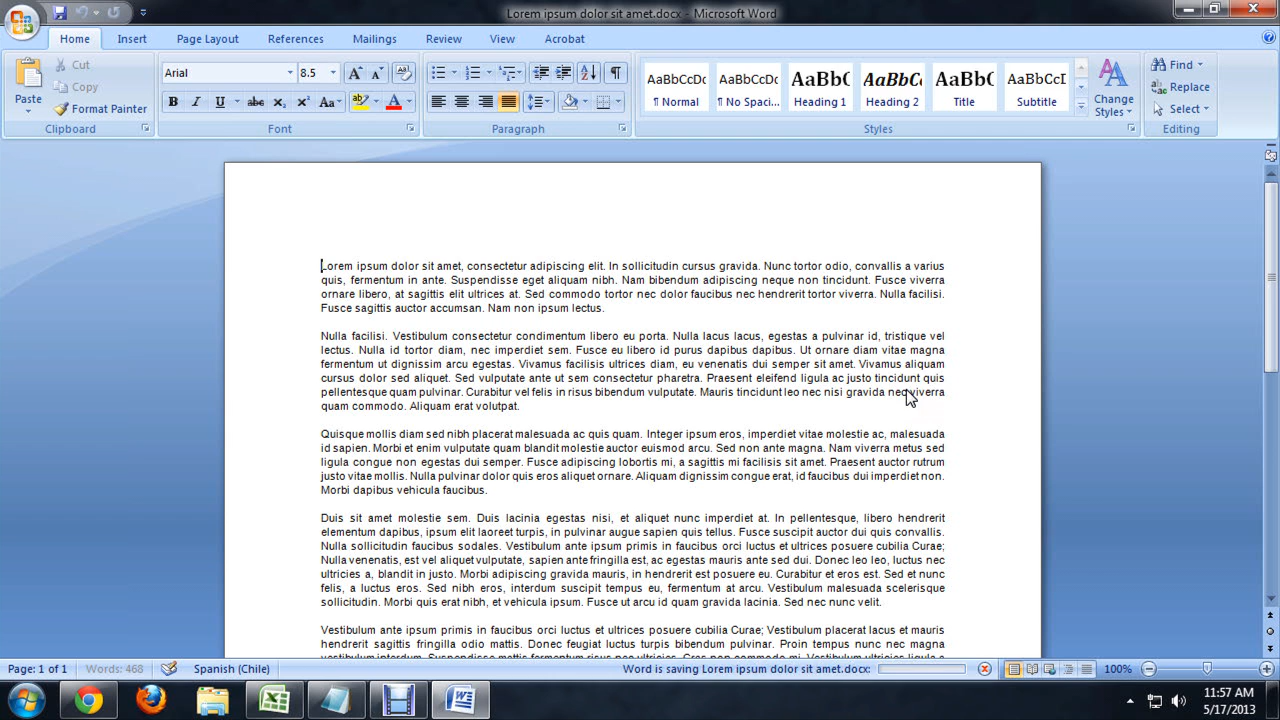 Lorem ipsum dolor sit amet.docx - Microsoft Word
Home Insert Page Layout References Mailings Review View Acrobat
Paste
Cut
Copy
Format Painter
Clipboard
Arial 8.5
Font
Paragraph
AaBbCcDc AaBbCcDc AaBbC AaBbCc AaBbC AaBbCcI
¶ Normal ¶ No Spaci... Heading 1 Heading 2 Title Subtitle
Change Styles
Styles
Find
Replace
Select
Editing
Lorem ipsum dolor sit amet, consectetur adipiscing elit. In sollicitudin cursus gravida. Nunc tortor odio, convallis a varius
quis, fermentum in ante. Suspendisse eget aliquam nibh. Nam bibendum adipiscing neque non tincidunt. Fusce viverra
ornare libero, at sagittis elit ultrices at. Sed commodo tortor nec dolor faucibus nec hendrerit tortor viverra. Nulla facilisi.
Fusce sagittis auctor accumsan. Nam non ipsum lectus.
Nulla facilisi. Vestibulum consectetur condimentum libero eu porta. Nulla lacus lacus, egestas a pulvinar id, tristique vel
lectus. Nulla id tortor diam, nec imperdiet sem. Fusce eu libero id purus dapibus dapibus. Ut ornare diam vitae magna
fermentum ut dignissim arcu egestas. Vivamus facilisis ultrices diam, eu venenatis dui semper sit amet. Vivamus aliquam
cursus dolor sed aliquet. Sed vulputate ante ut sem consectetur pharetra. Praesent eleifend ligula ac justo tincidunt quis
pellentesque quam pulvinar. Curabitur vel felis in risus bibendum vulputate. Mauris tincidunt leo nec nisi gravida nec viverra
quam commodo. Aliquam erat volutpat.
Quisque mollis diam sed nibh placerat malesuada ac quis quam. Integer ipsum eros, imperdiet vitae molestie ac, malesuada
id sapien. Morbi et enim vulputate quam blandit molestie auctor euismod arcu. Sed non ante magna. Nam viverra metus sed
ligula congue non egestas dui semper. Fusce adipiscing lobortis mi, a sagittis mi facilisis sit amet. Praesent auctor rutrum
justo vitae mollis. Nulla pulvinar dolor quis eros aliquet ornare. Aliquam dignissim congue erat, id faucibus dui imperdiet non.
Morbi dapibus vehicula faucibus.
Duis sit amet molestie sem. Duis lacinia egestas nisi, et aliquet nunc imperdiet at. In pellentesque, libero hendrerit
elementum dapibus, ipsum elit laoreet turpis, in pulvinar augue sapien quis tellus. Fusce suscipit auctor dui quis convallis.
Nulla sollicitudin faucibus sodales. Vestibulum ante ipsum primis in faucibus orci luctus et ultrices posuere cubilia Curae;
Nulla venenatis, est vel aliquet vulputate, sapien ante fringilla est, ac egestas mauris ante sed dui. Donec leo leo, luctus nec
ultricies a, blandit in justo. Morbi adipiscing gravida mauris, in hendrerit est posuere eu. Curabitur et eros est. Sed et nunc
felis, a luctus eros. Sed nibh eros, interdum suscipit tempus eu, fermentum at arcu. Vestibulum malesuada scelerisque
sollicitudin. Morbi quis erat nibh, et vehicula ipsum. Fusce ut arcu id quam gravida lacinia. Sed nec nunc velit.
Vestibulum ante ipsum primis in faucibus orci luctus et ultrices posuere cubilia Curae; Vestibulum placerat lacus et mauris
hendrerit sagittis fringilla odio mattis. Donec feugiat luctus turpis bibendum pulvinar. Proin tempus nunc nec magna
Page: 1 of 1 Words: 468 Spanish (Chile) Word is saving Lorem ipsum dolor sit amet.docx: 100%
11:57 AM
5/17/2013